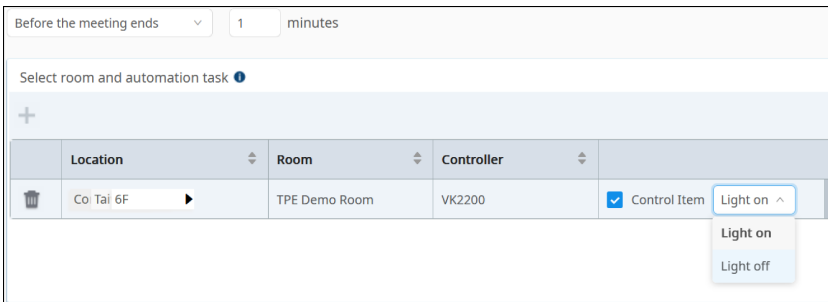 Before the meeting ends 1 minutes
Select room and automation task
Location Room Controller
Co Tai 6F TPE Demo Room VK2200 Control Item Light on
Light on
Light off